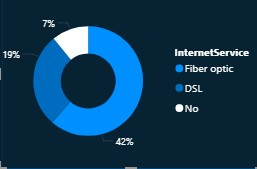 7%
InternetService
19%
Fiber optic
DSL
No
42%